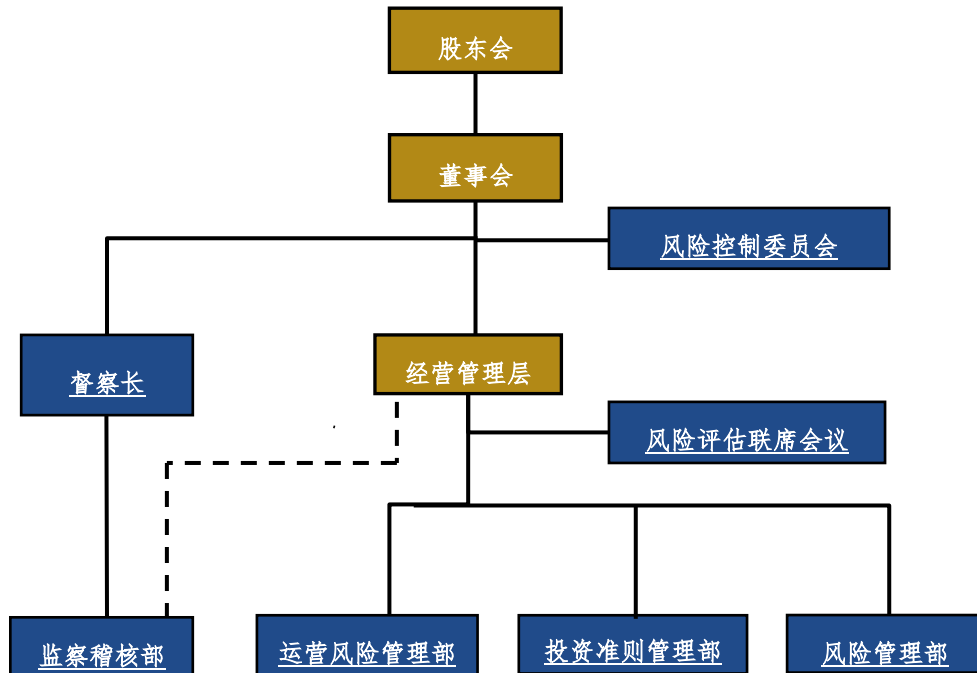 股东会
董事会
风险控制委员会
督察长
经营管理层
风险评估联席会议
监察稽核部
运营风险管理部
投资准则管理部
风险管理部